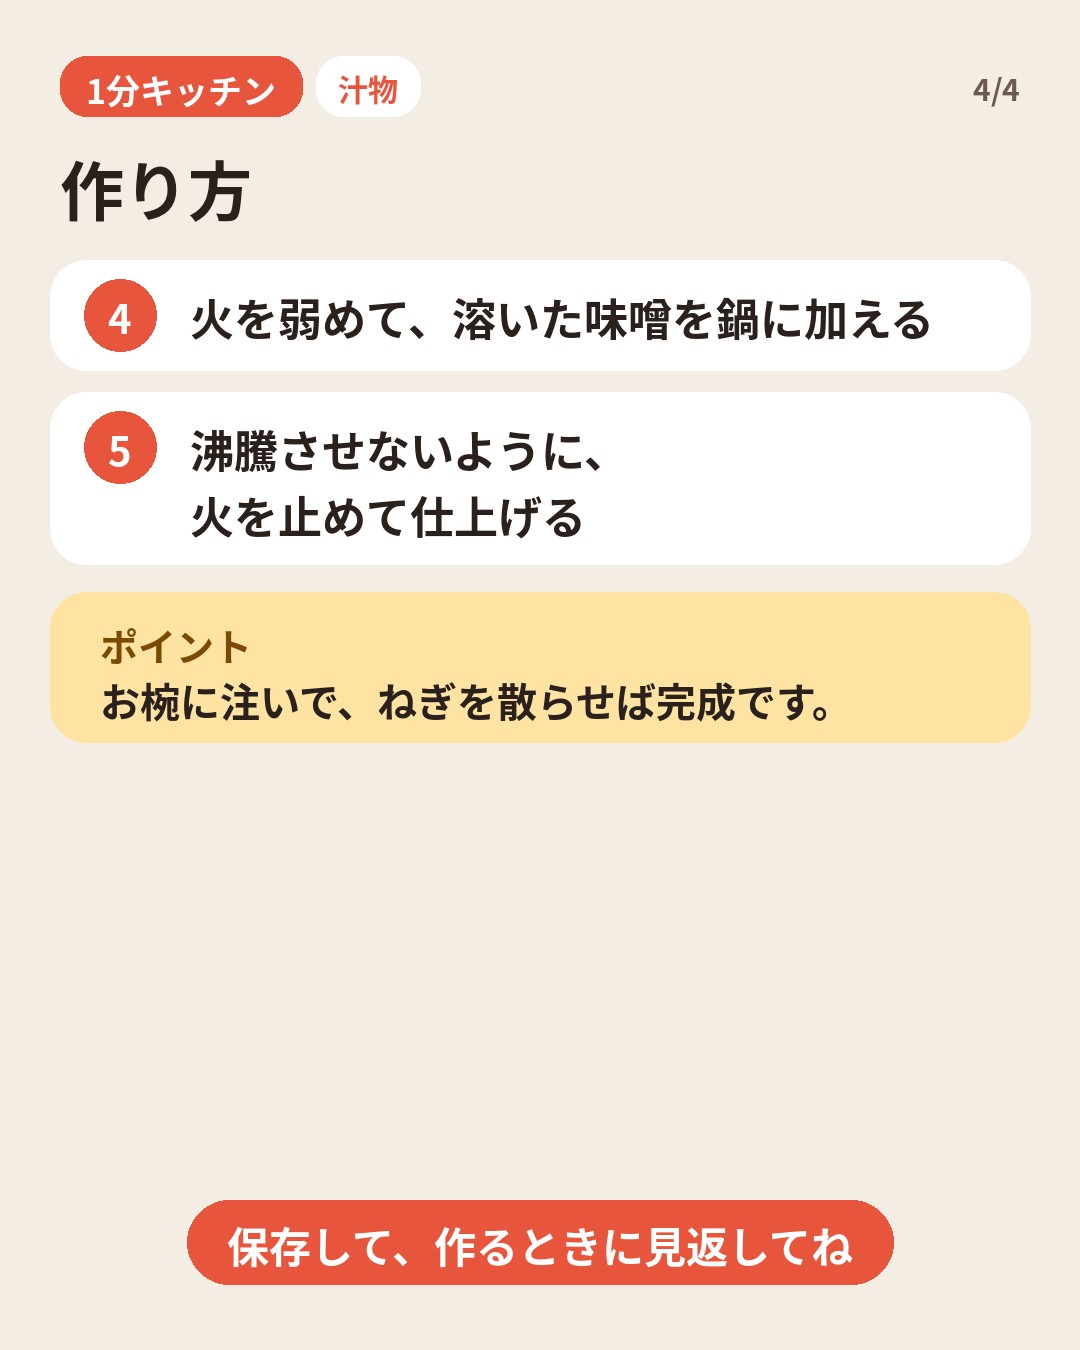 1分キッチン 汁物 4/4
作り方
4 火を弱めて、溶いた味噌を鍋に加える
5 沸騰させないように、
火を止めて仕上げる
ポイント
お椀に注いで、ねぎを散らせば完成です。
保存して、作るときに見返してね